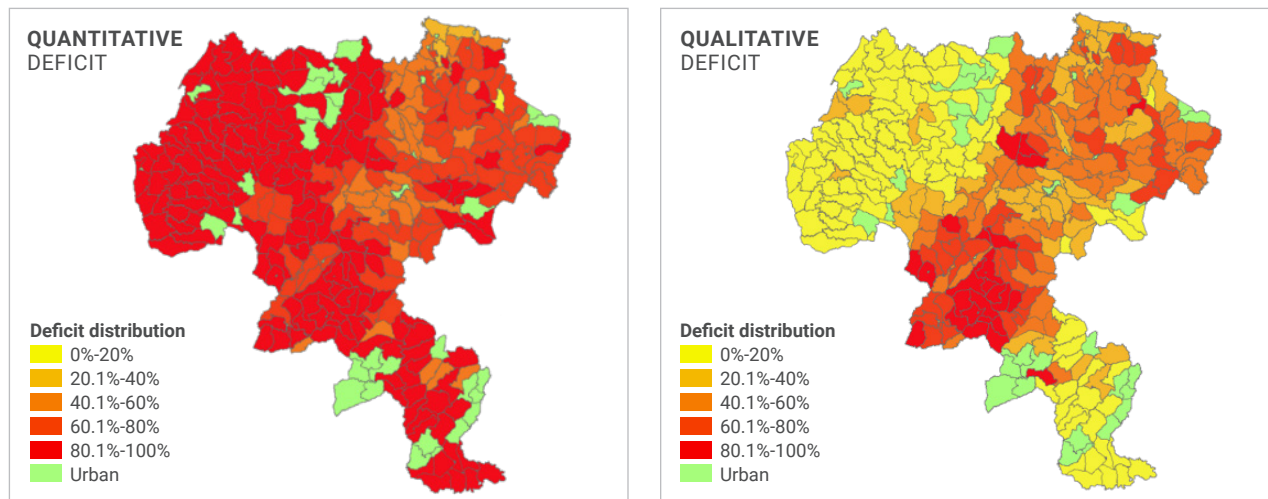 QUANTITATIVE
DEFICIT
Deficit distribution
0%-20%
20.1%-40%
40.1%-60%
60.1%-80%
80.1%-100%
Urban
QUALITATIVE
DEFICIT
Deficit distribution
0%-20%
20.1%-40%
40.1%-60%
60.1%-80%
80.1%-100%
Urban